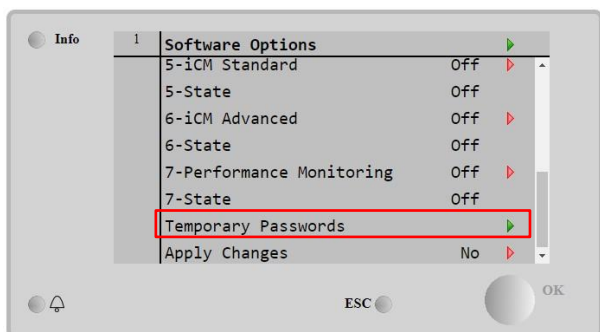 Info
1 Software Options
5-iCM Standard Off
5-State Off
6-iCM Advanced Off
6-State Off
7-Performance Monitoring Off
7-State Off
Temporary Passwords
Apply Changes No
ESC
OK